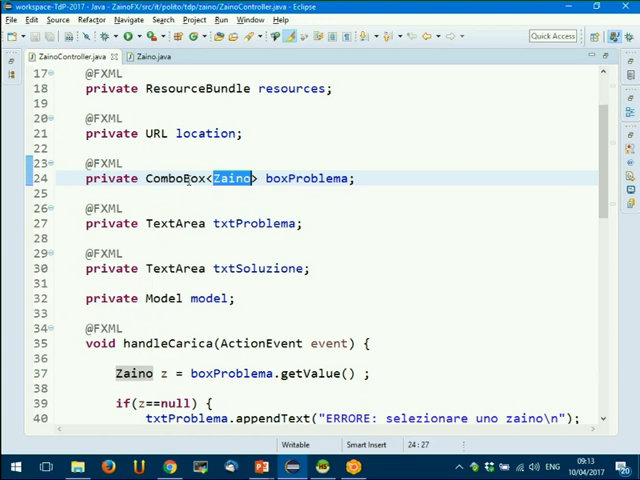 workspace-TdP-2017 - Java - ZainoFX/src/it/polito/tdp/zaino/ZainoController.java - Eclipse
File Edit Source Refactor Navigate Search Project Run Window Help
Quick Access
ZainoController.java Zaino.java
17 @FXML
18 private ResourceBundle resources;
19
20 @FXML
21 private URL location;
22
23 @FXML
24 private ComboBox<Zaino> boxProblema;
25
26 @FXML
27 private TextArea txtProblema;
28
29 @FXML
30 private TextArea txtSoluzione;
31
32 private Model model;
33
34 @FXML
35 void handleCarica(ActionEvent event) {
36
37 Zaino z = boxProblema.getValue() ;
38
39 if(z==null) {
40 txtProblema.appendText("ERRORE: selezionare uno zaino\n");
Writable Smart Insert 24 : 27
ENG 09:13
10/04/2017
20